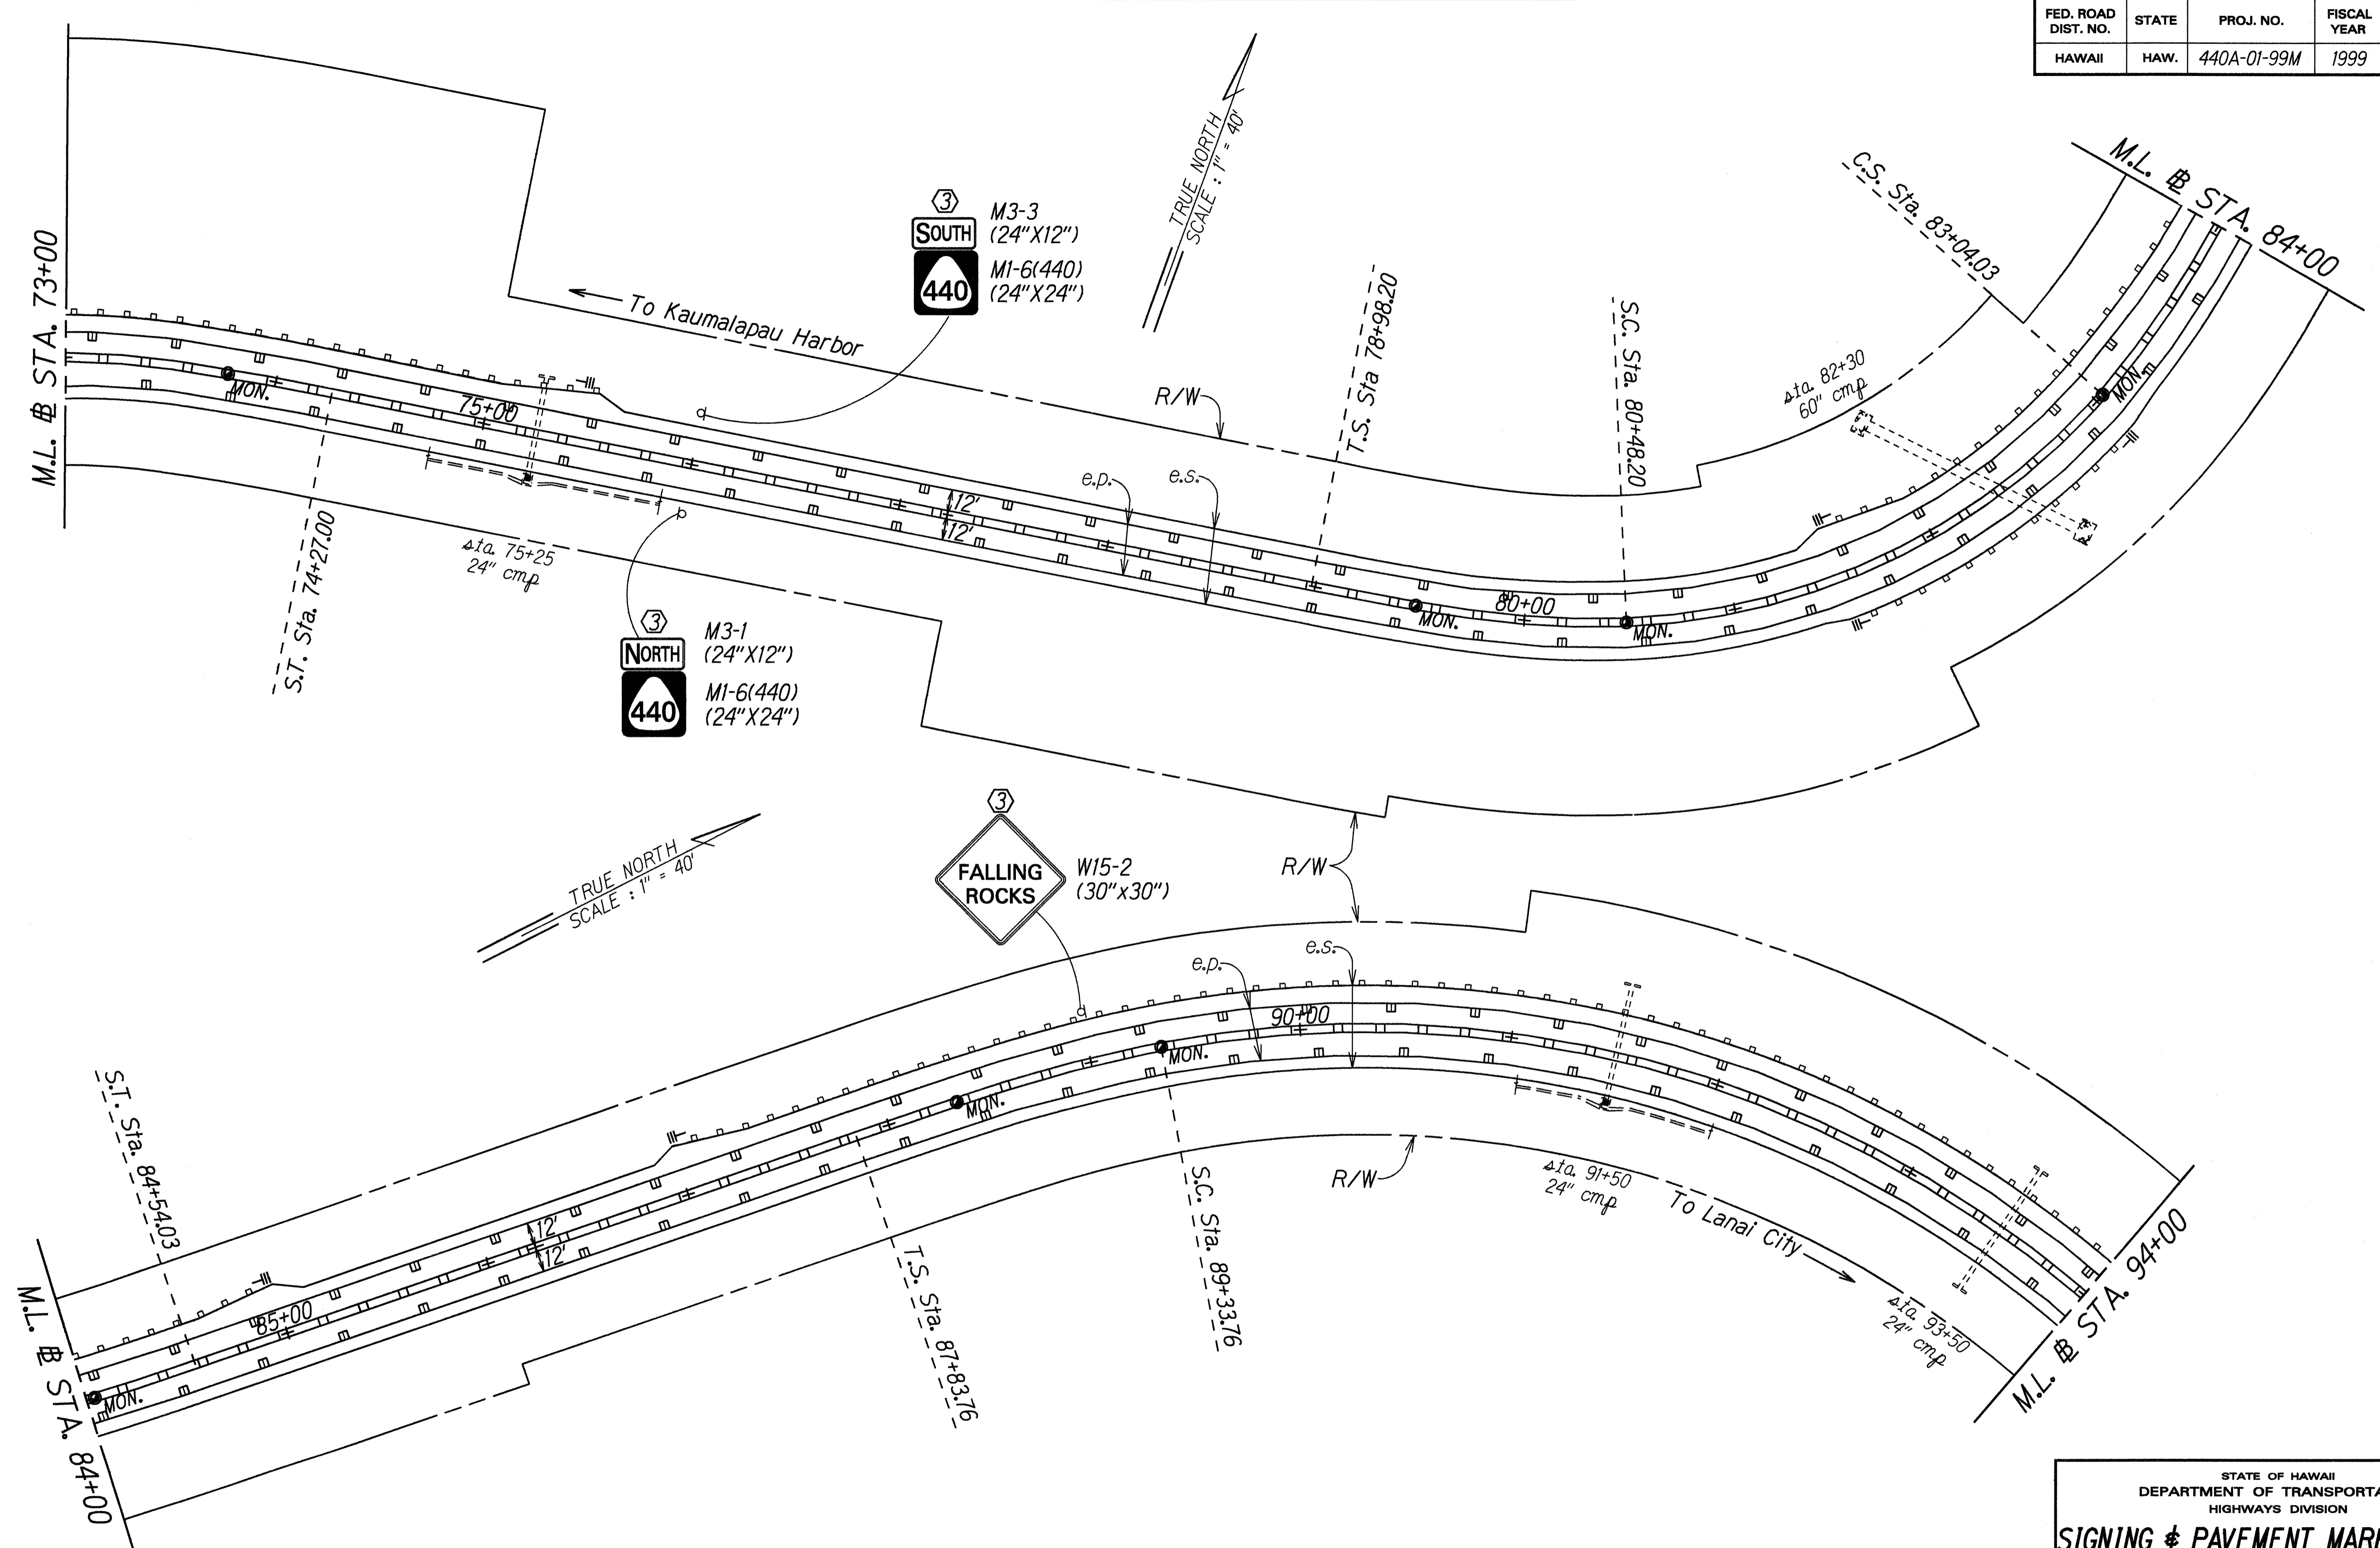 FED. ROAD DIST. NO.
STATE
PROJ. NO.
FISCAL YEAR
HAWAII
HAW.
440A-01-99M
1999
M.L. BL STA. 73+00
MON.
S.T. Sta. 74+27.00
75+00
sta. 75+25
24" cmp
3
SOUTH
440
M3-3
(24"X12")
M1-6(440)
(24"X24")
To Kaumalapau Harbor
3
NORTH
440
M3-1
(24"X12")
M1-6(440)
(24"X24")
12'
12'
TRUE NORTH
SCALE : 1" = 40'
R/W
e.p.
e.s.
T.S. Sta 78+98.20
MON.
80+00
S.C. Sta. 80+48.20
MON.
sta. 82+30
60" cmp
C.S. Sta. 83+04.03
MON.
M.L. BL STA. 84+00
TRUE NORTH
SCALE : 1" = 40'
3
FALLING
ROCKS
W15-2
(30"x30")
R/W
M.L. BL STA. 84+00
MON.
S.T. Sta. 84+54.03
85+00
12'
12'
T.S. Sta. 87+83.76
MON.
MON.
S.C. Sta. 89+33.76
e.p.
e.s.
90+00
R/W
sta. 91+50
24" cmp
To Lanai City
sta. 93+50
24" cmp
M.L. BL STA. 94+00
STATE OF HAWAII
DEPARTMENT OF TRANSPORTA
HIGHWAYS DIVISION
SIGNING & PAVEMENT MAR